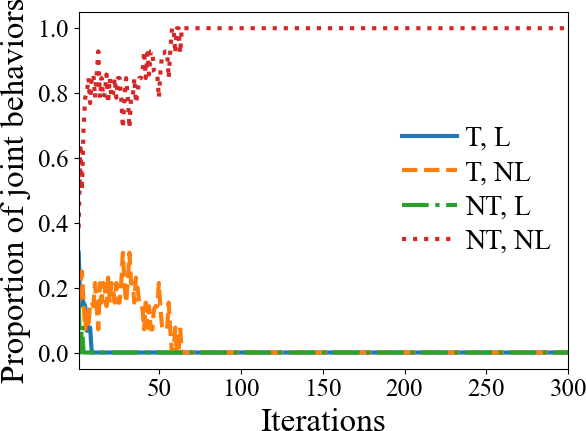 Proportion of joint behaviors
1.0
0.8
0.6
0.4
0.2
0.0
T, L
T, NL
NT, L
NT, NL
50
100
150
200
250
300
Iterations